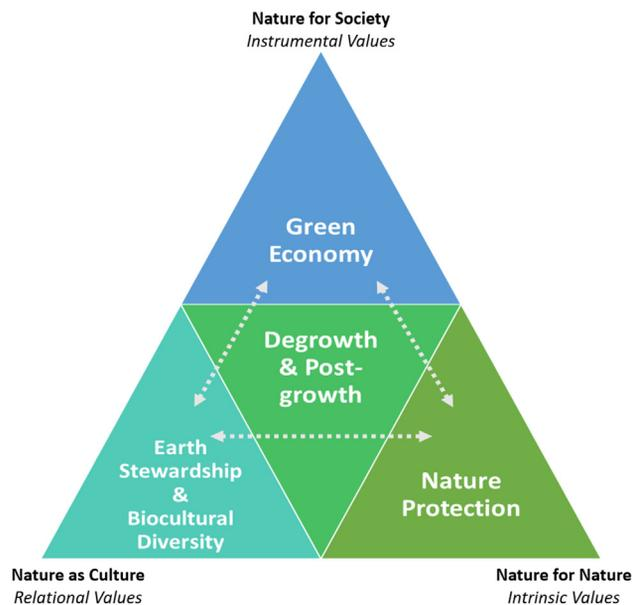 Nature for Society
Instrumental Values
Green
Economy
Degrowth
& Post-
growth
Earth
Stewardship
&
Biocultural
Diversity
Nature
Protection
Nature as Culture
Relational Values
Nature for Nature
Intrinsic Values